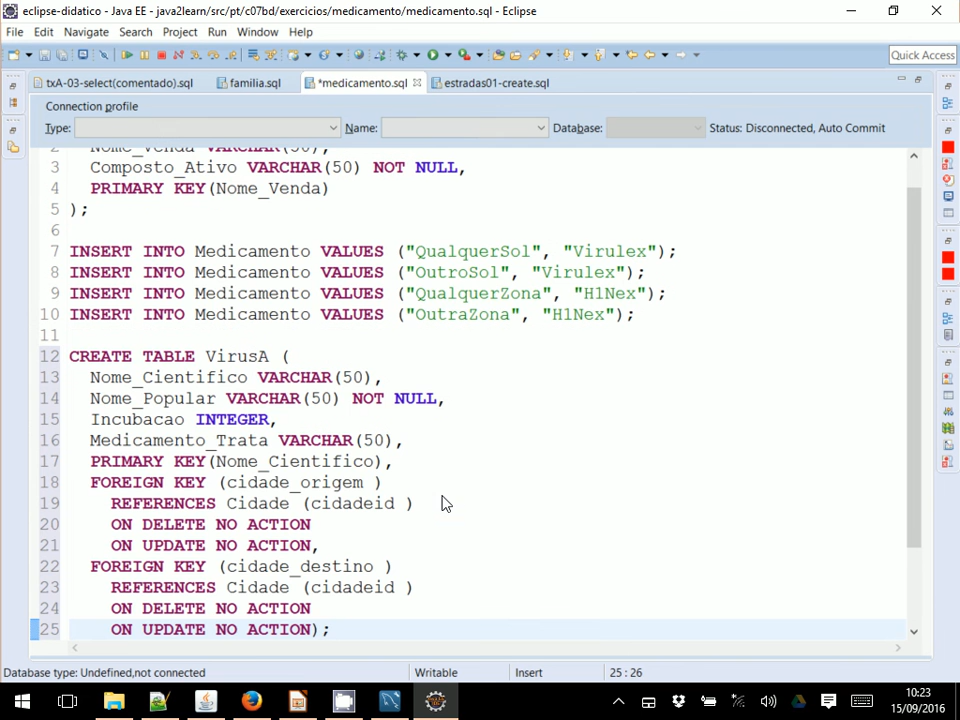 eclipse-didatico - Java EE - java2learn/src/pt/c07bd/exercicios/medicamento/medicamento.sql - Eclipse
File Edit Navigate Search Project Run Window Help
Quick Access
txA-03-select(comentado).sql familia.sql *medicamento.sql estradas01-create.sql
Connection profile
Type: Name: Database: Status: Disconnected, Auto Commit
2 Nome_Venda VARCHAR(50),
3 Composto_Ativo VARCHAR(50) NOT NULL,
4 PRIMARY KEY(Nome_Venda)
5 );
6
7 INSERT INTO Medicamento VALUES ("QualquerSol", "Virulex");
8 INSERT INTO Medicamento VALUES ("OutroSol", "Virulex");
9 INSERT INTO Medicamento VALUES ("QualquerZona", "H1Nex");
10 INSERT INTO Medicamento VALUES ("OutraZona", "H1Nex");
11
12 CREATE TABLE VirusA (
13 Nome_Cientifico VARCHAR(50),
14 Nome_Popular VARCHAR(50) NOT NULL,
15 Incubacao INTEGER,
16 Medicamento_Trata VARCHAR(50),
17 PRIMARY KEY(Nome_Cientifico),
18 FOREIGN KEY (cidade_origem )
19 REFERENCES Cidade (cidadeid )
20 ON DELETE NO ACTION
21 ON UPDATE NO ACTION,
22 FOREIGN KEY (cidade_destino )
23 REFERENCES Cidade (cidadeid )
24 ON DELETE NO ACTION
25 ON UPDATE NO ACTION);
Database type: Undefined,not connected Writable Insert 25 : 26
10:23
15/09/2016